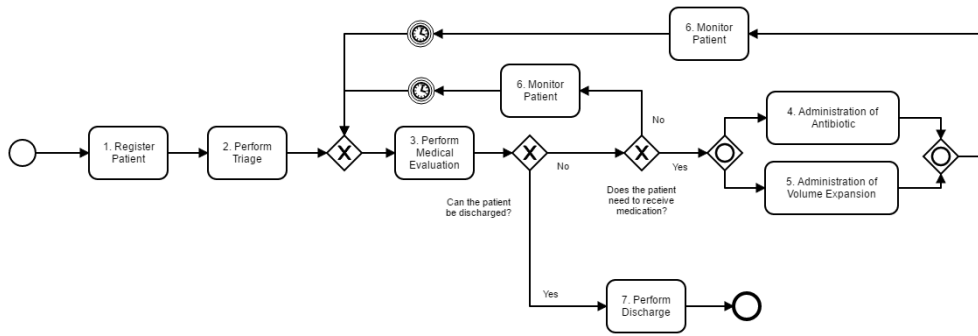 6. Monitor
Patient
6. Monitor
Patient
No
4. Administration of
Antibiotic
1. Register
Patient
2. Perform
Triage
3. Perform
Medical
Evaluation
No
Yes
5. Administration of
Volume Expansion
Can the patient
be discharged?
Does the patient
need to receive
medication?
Yes
7. Perform
Discharge